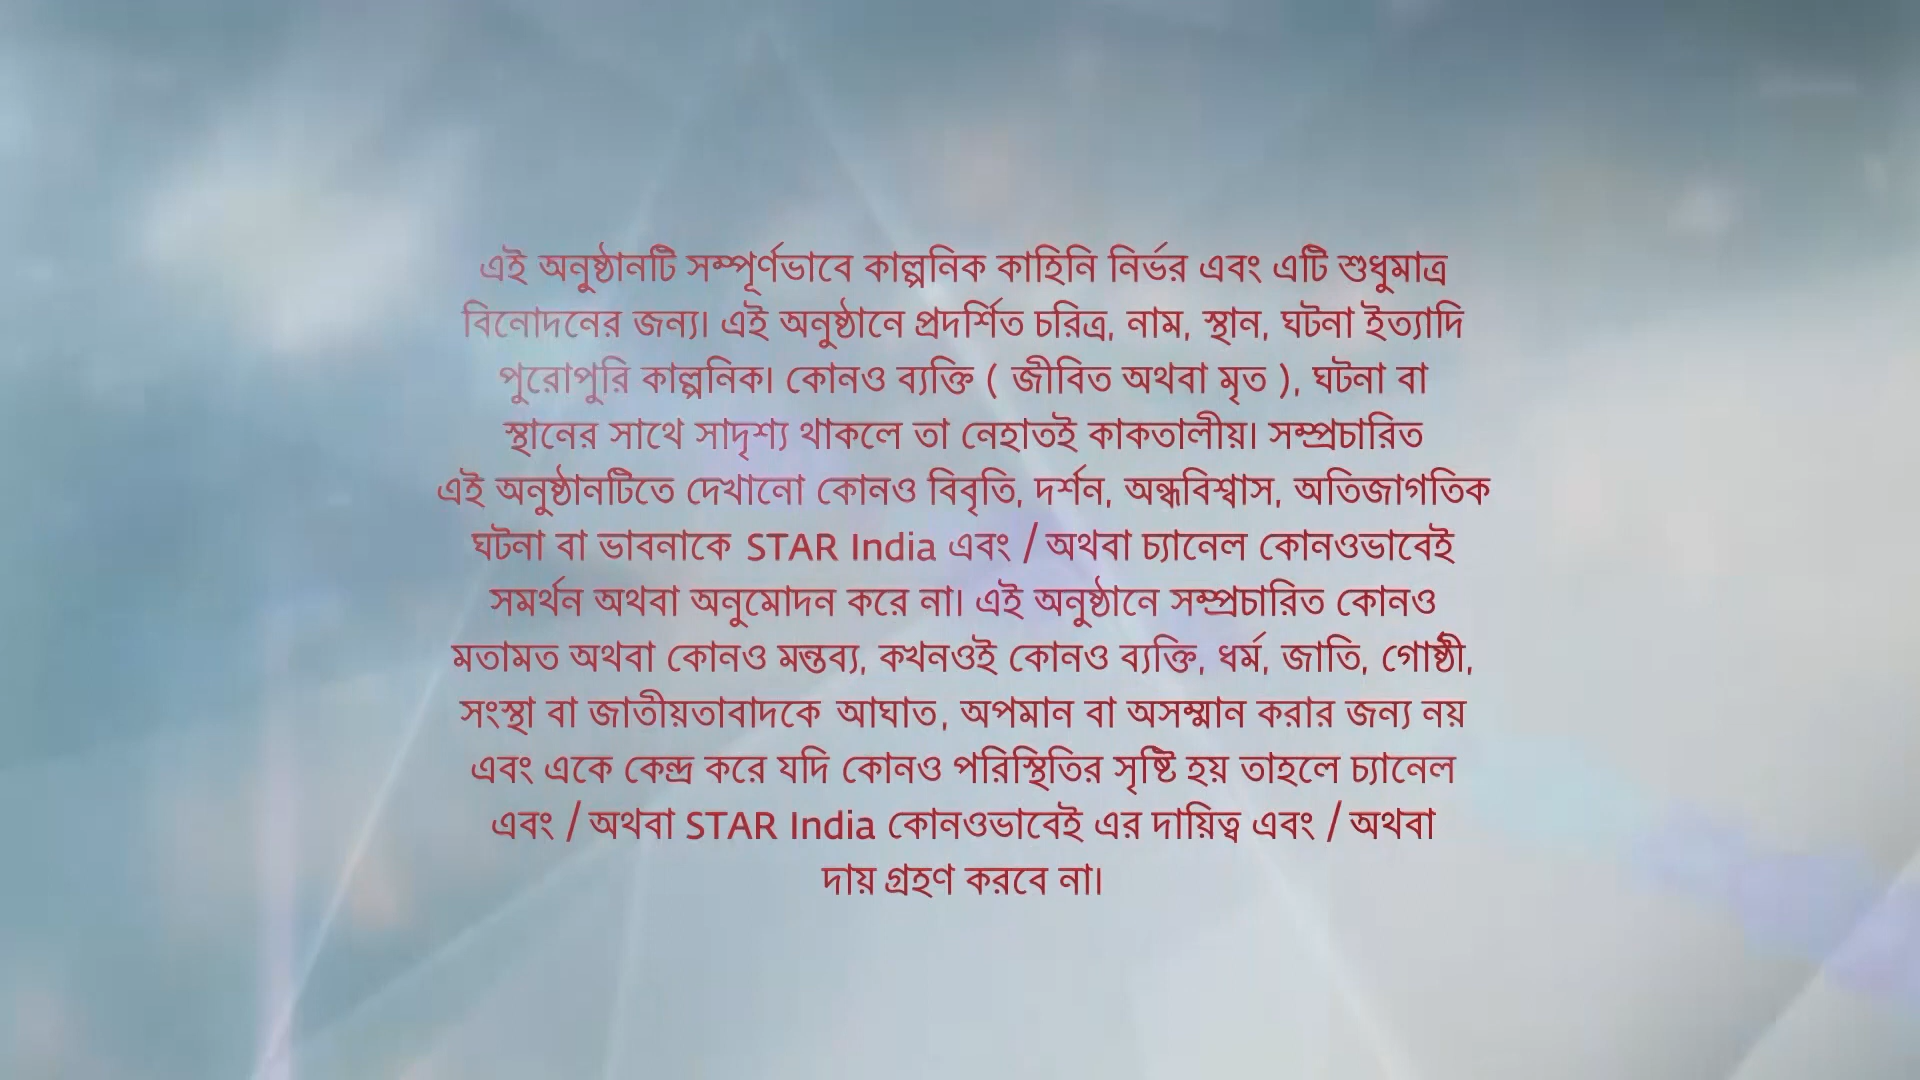 এই অনুষ্ঠানটি সম্পূর্ণভাবে কাল্পনিক কাহিনি নির্ভর এবং এটি শুধুমাত্র
বিনোদনের জন্য। এই অনুষ্ঠানে প্রদর্শিত চরিত্র, নাম, স্থান, ঘটনা ইত্যাদি
পুরোপুরি কাল্পনিক। কোনও ব্যক্তি ( জীবিত অথবা মৃত ), ঘটনা বা
স্থানের সাথে সাদৃশ্য থাকলে তা নেহাতই কাকতালীয়। সম্প্রচারিত
এই অনুষ্ঠানটিতে দেখানো কোনও বিবৃতি, দর্শন, অন্ধবিশ্বাস, অতিজাগতিক
ঘটনা বা ভাবনাকে STAR India এবং / অথবা চ্যানেল কোনওভাবেই
সমর্থন অথবা অনুমোদন করে না। এই অনুষ্ঠানে সম্প্রচারিত কোনও
মতামত অথবা কোনও মন্তব্য, কখনওই কোনও ব্যক্তি, ধর্ম, জাতি, গোষ্ঠী,
সংস্থা বা জাতীয়তাবাদকে আঘাত, অপমান বা অসম্মান করার জন্য নয়
এবং একে কেন্দ্র করে যদি কোনও পরিস্থিতির সৃষ্টি হয় তাহলে চ্যানেল
এবং / অথবা STAR India কোনওভাবেই এর দায়িত্ব এবং / অথবা
দায় গ্রহণ করবে না।